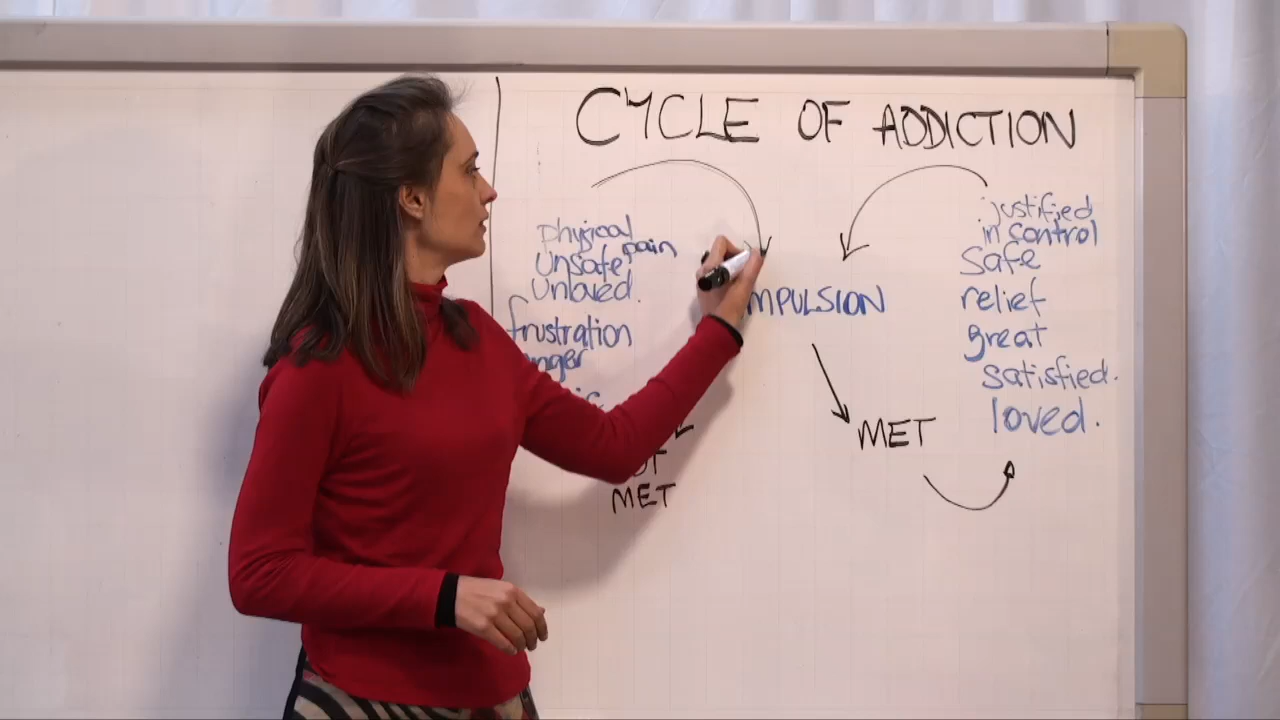 CYCLE OF ADDICTION
physical
pain
unsafe,
unloved.
frustration
MET
MPULSION
MET
justified
in control
safe
relief
great
satisfied.
loved.